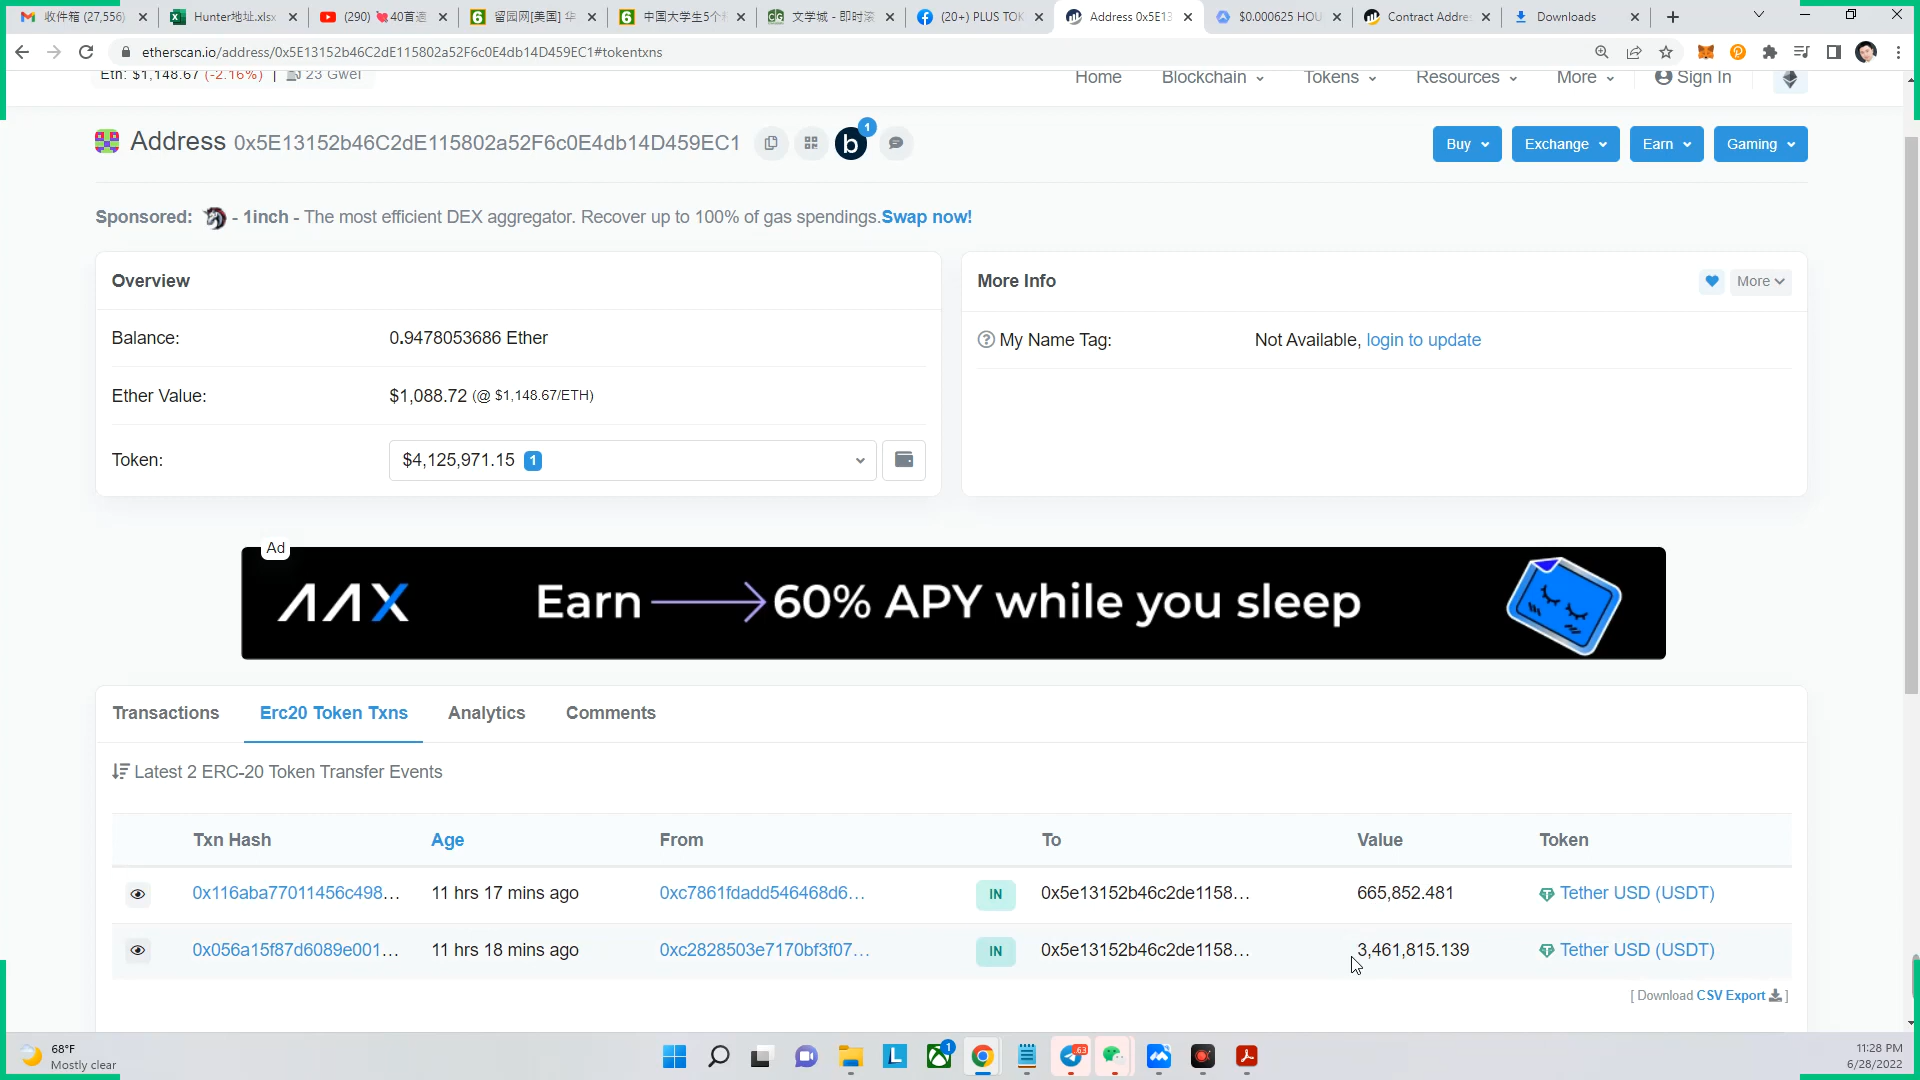 收件箱 (27,556)
Hunter地址.xlsx
(290) 💘40首
留园网[美国]
中国大学生5个
文学城 - 即时
(20+) PLUS TOK
Address 0x5E13
$0.000625 HOU
Contract Addre
Downloads
etherscan.io/address/0x5E13152b46C2dE115802a52F6c0E4db14D459EC1#tokentxns
Eth: $1,148.67 (-2.16%) | 23 Gwei
Home
Blockchain
Tokens
Resources
More
Sign In
Address 0x5E13152b46C2dE115802a52F6c0E4db14D459EC1
b
1
Buy
Exchange
Earn
Gaming
Sponsored: - 1inch - The most efficient DEX aggregator. Recover up to 100% of gas spendings.Swap now!
Overview
Balance: 0.9478053686 Ether
Ether Value: $1,088.72 (@ $1,148.67/ETH)
Token: $4,125,971.15 1
More Info
More
My Name Tag: Not Available, login to update
Ad
AAX Earn 60% APY while you sleep
Transactions
Erc20 Token Txns
Analytics
Comments
Latest 2 ERC-20 Token Transfer Events
Txn Hash Age From To Value Token
0x116aba77011456c498... 11 hrs 17 mins ago 0xc7861fdadd546468d6... IN 0x5e13152b46c2de1158... 665,852.481 Tether USD (USDT)
0x056a15f87d6089e001... 11 hrs 18 mins ago 0xc2828503e7170bf3f07... IN 0x5e13152b46c2de1158... 3,461,815.139 Tether USD (USDT)
[ Download CSV Export ]
68°F
Mostly clear
L
1
63
11:28 PM
6/28/2022